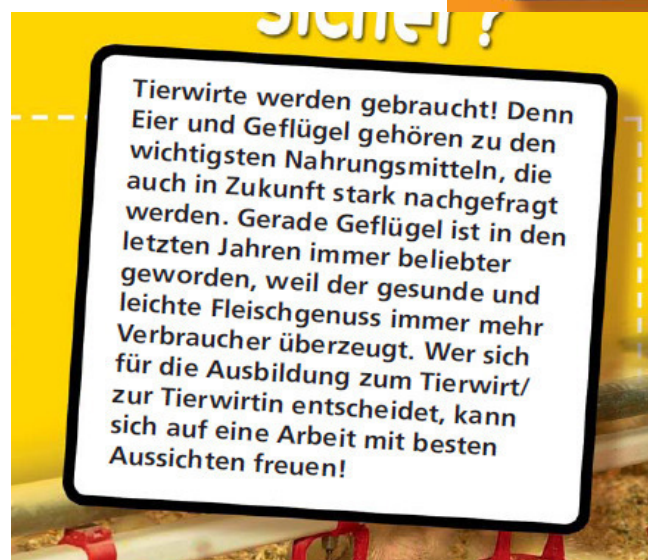 sicher?
Tierwirte werden gebraucht! Denn
Eier und Geflügel gehören zu den
wichtigsten Nahrungsmitteln, die
auch in Zukunft stark nachgefragt
werden. Gerade Geflügel ist in den
letzten Jahren immer beliebter
geworden, weil der gesunde und
leichte Fleischgenuss immer mehr
Verbraucher überzeugt. Wer sich
für die Ausbildung zum Tierwirt/
zur Tierwirtin entscheidet, kann
sich auf eine Arbeit mit besten
Aussichten freuen!